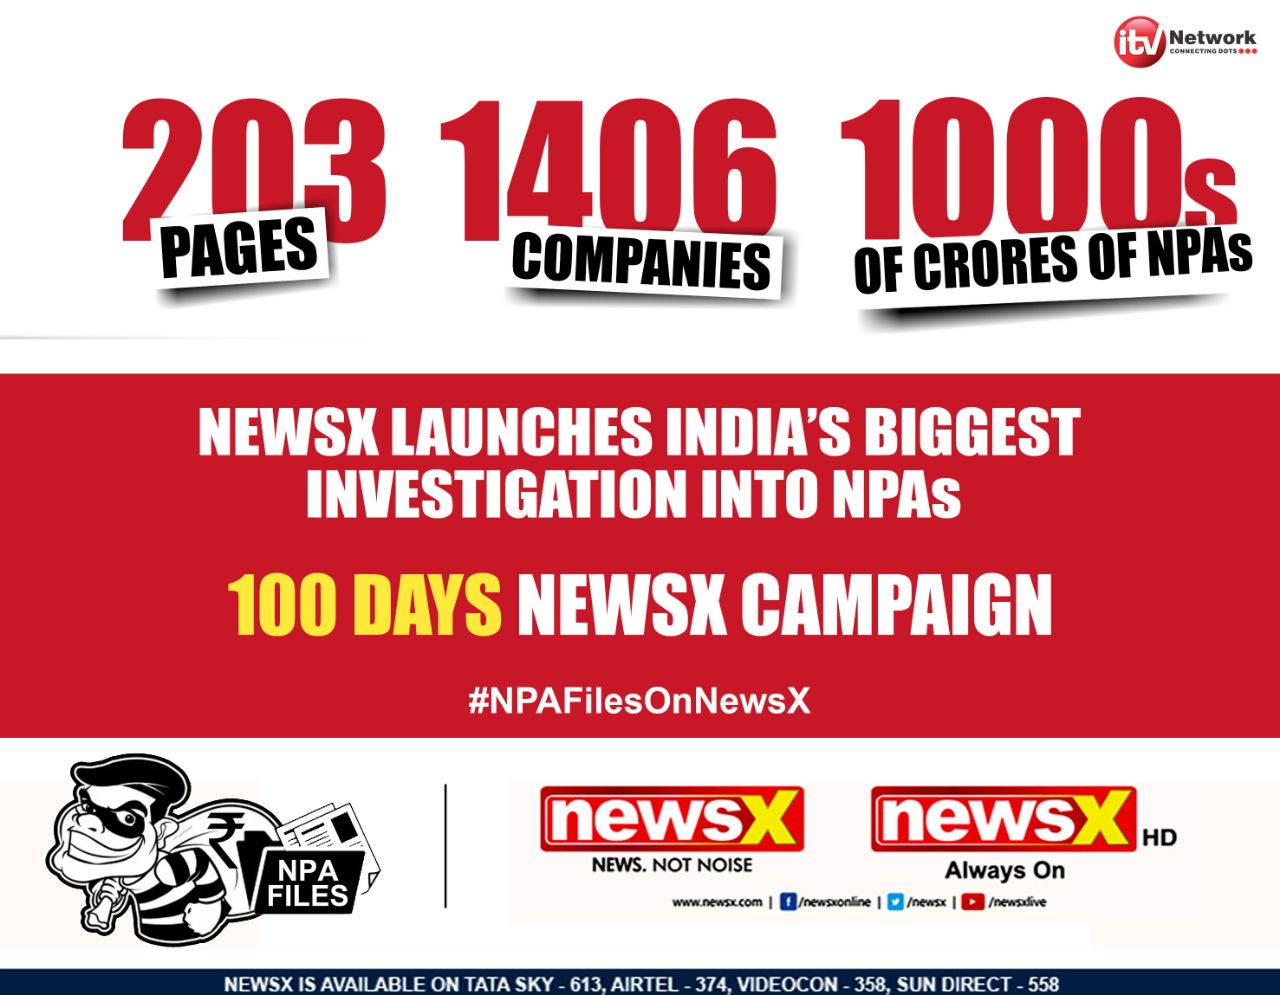 itv Network
CONNECTING DOTS
203 1406 1000s
PAGES COMPANIES OF CRORES OF NPAs
NEWSX LAUNCHES INDIA'S BIGGEST
INVESTIGATION INTO NPAs
100 DAYS NEWSX CAMPAIGN
#NPAFilesOnNewsX
₹
NPA
FILES
newsX
NEWS. NOT NOISE
newsX HD
Always On
www.newsx.com | f/newsxonline | /newsx | /newsxlive
NEWSX IS AVAILABLE ON TATA SKY - 613, AIRTEL - 374, VIDEOCON - 358, SUN DIRECT - 558